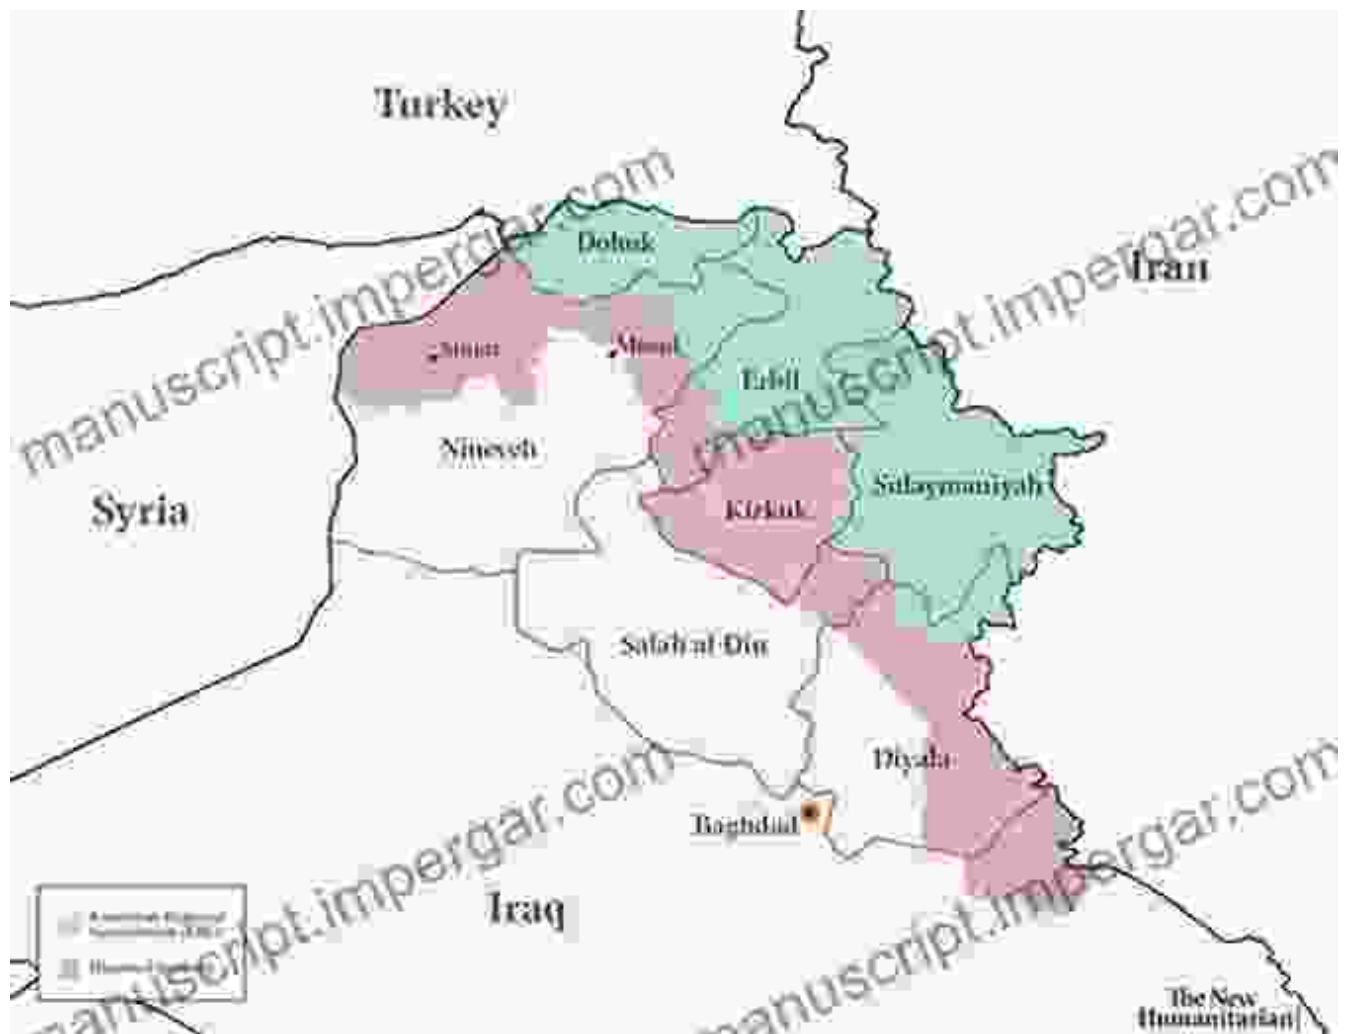 Turkey
manuscript.impergar.com
manuscript.impergar.com
Dohuk
Iran
Sinjar
Mosul
Erbil
Nineveh
Sulaymaniyah
Syria
Kirkuk
Salah al Din
Diyala
Baghdad
manuscript.impergar.com
manuscript.impergar.com
Iraq
The New
Humanitarian